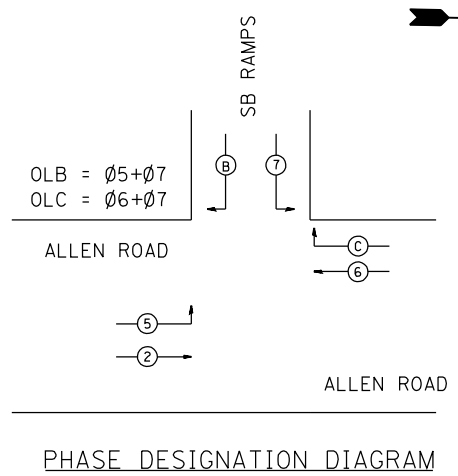 SB RAMPS
B
7
OLB = Ø5+Ø7
OLC = Ø6+Ø7
ALLEN ROAD
C
6
5
2
ALLEN ROAD
PHASE DESIGNATION DIAGRAM